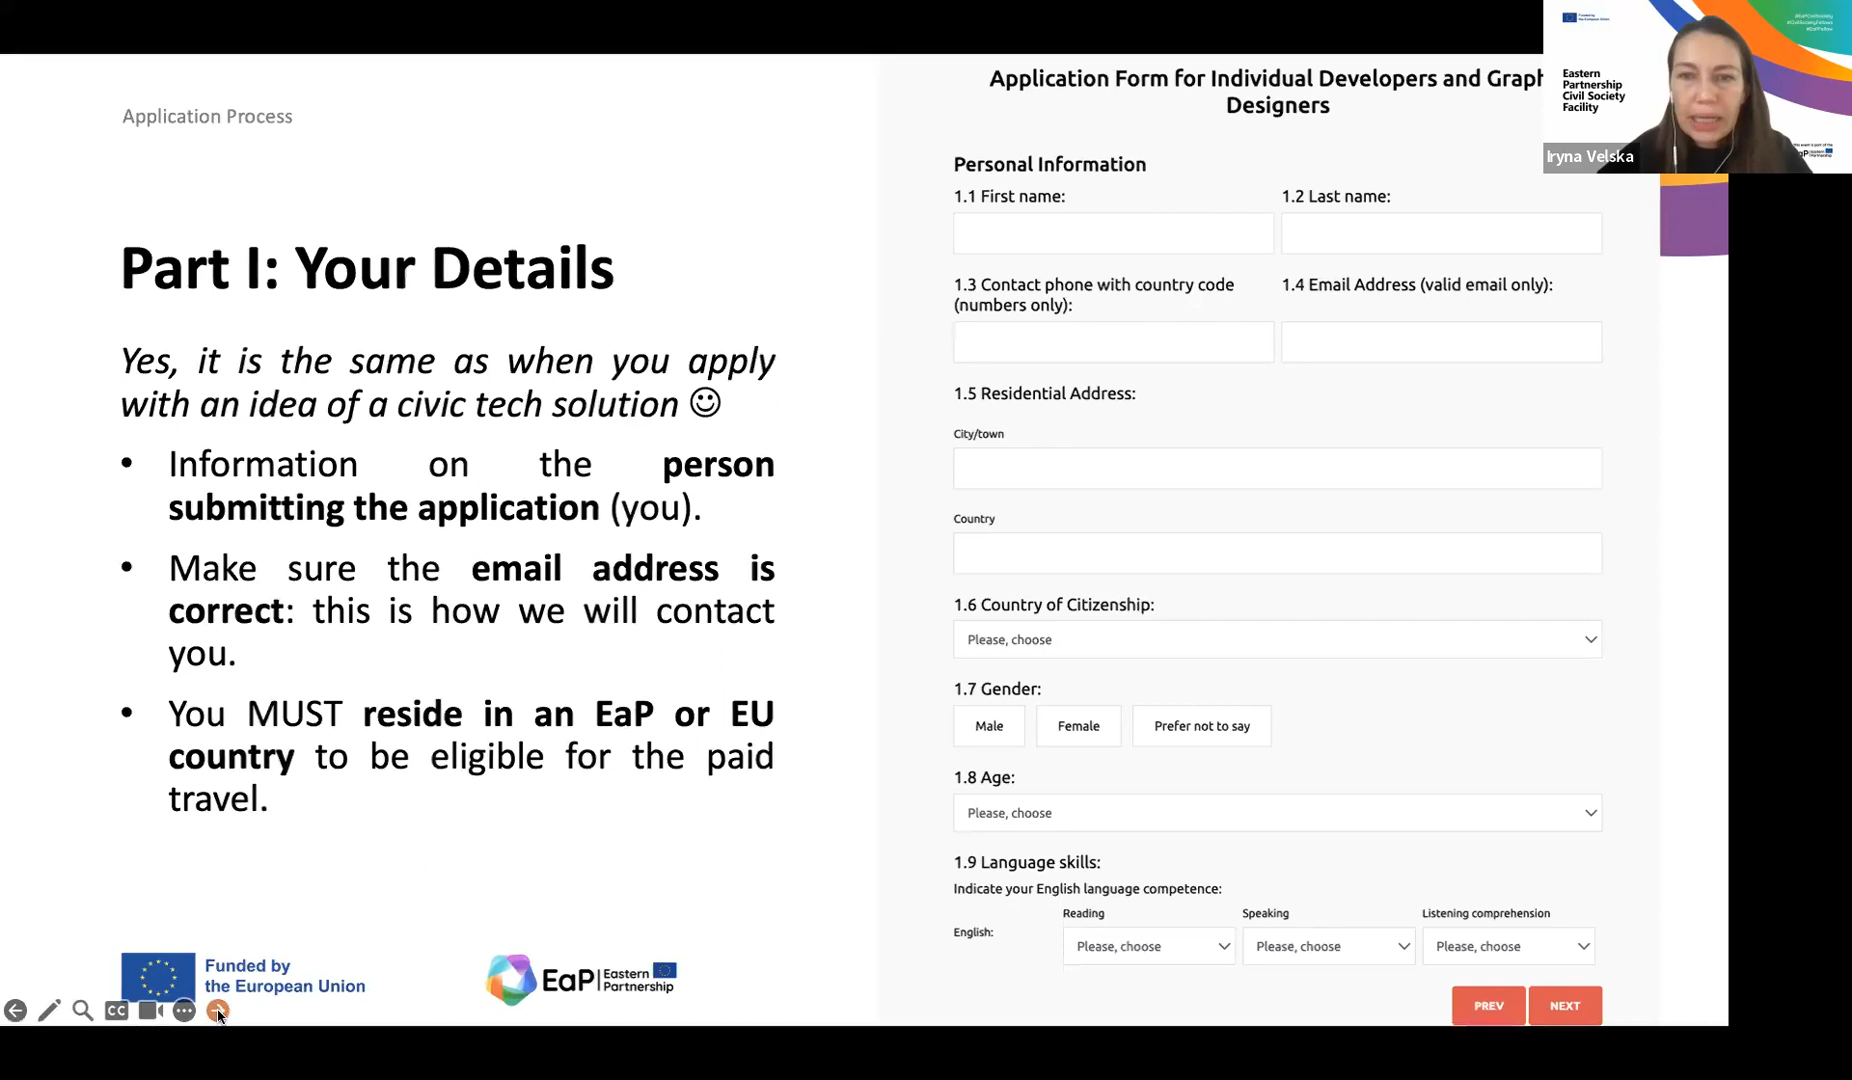 Application Process
Part I: Your Details
Yes, it is the same as when you apply
with an idea of a civic tech solution ☺
• Information on the person
submitting the application (you).
• Make sure the email address is
correct: this is how we will contact
you.
• You MUST reside in an EaP or EU
country to be eligible for the paid
travel.
Funded by
the European Union
EaP | Eastern
Partnership
CC
Application Form for Individual Developers and Graph
Designers
Personal Information
1.1 First name:
1.2 Last name:
1.3 Contact phone with country code
(numbers only):
1.4 Email Address (valid email only):
1.5 Residential Address:
City/town
Country
1.6 Country of Citizenship:
Please, choose
1.7 Gender:
Male
Female
Prefer not to say
1.8 Age:
Please, choose
1.9 Language skills:
Indicate your English language competence:
Reading
Speaking
Listening comprehension
English:
Please, choose
Please, choose
Please, choose
PREV
NEXT
Eastern
Partnership
Civil Society
Facility
Iryna Velska